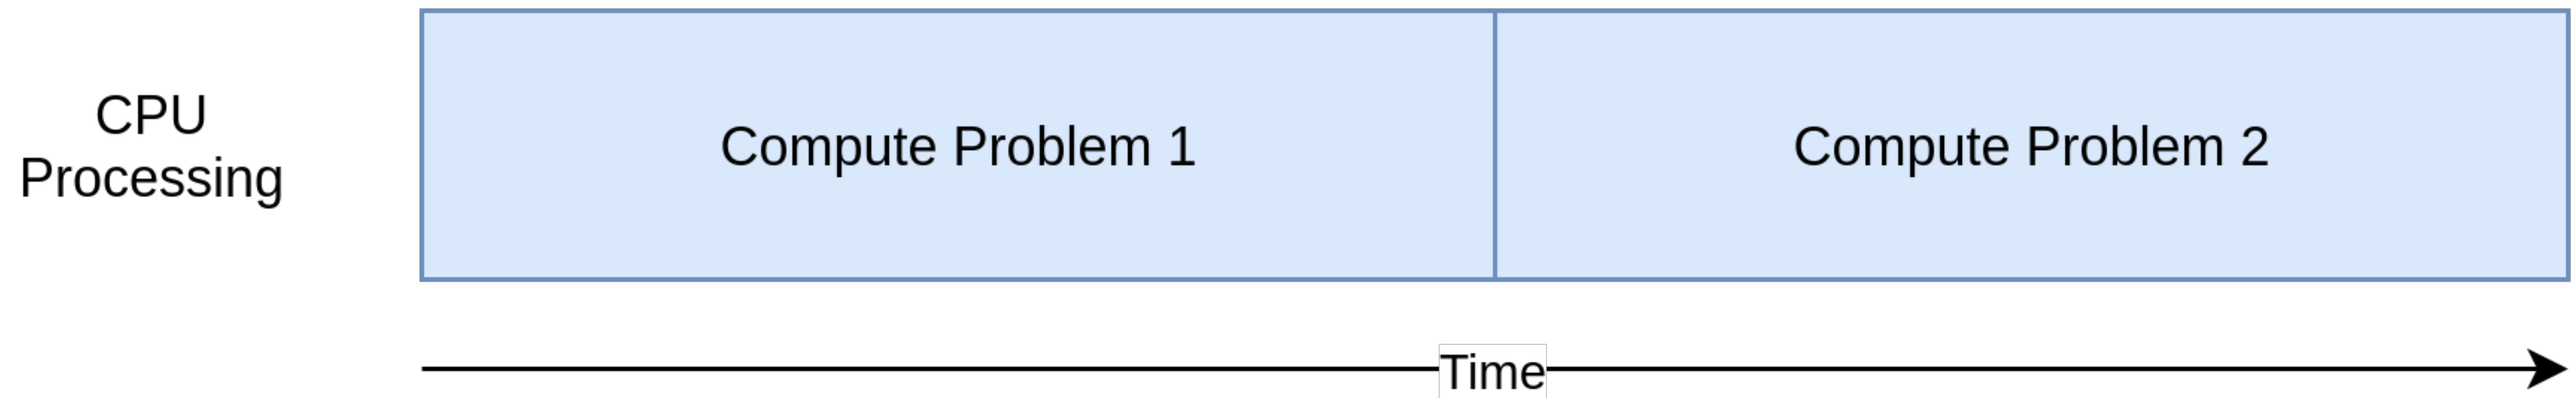 CPU
Processing
Compute Problem 1
Compute Problem 2
Time